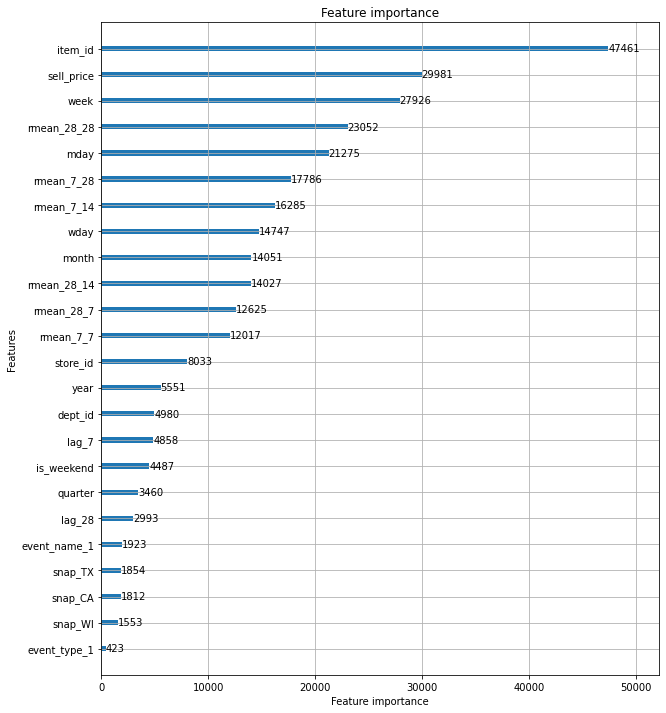 Feature importance
item_id 47461
sell_price 29981
week 27926
rmean_28_28 23052
mday 21275
rmean_7_28 17786
rmean_7_14 16285
wday 14747
month 14051
rmean_28_14 14027
rmean_28_7 12625
rmean_7_7 12017
store_id 8033
year 5551
dept_id 4980
lag_7 4858
is_weekend 4487
quarter 3460
lag_28 2993
event_name_1 1923
snap_TX 1854
snap_CA 1812
snap_WI 1553
event_type_1 423
Features
0 10000 20000 30000 40000 50000
Feature importance